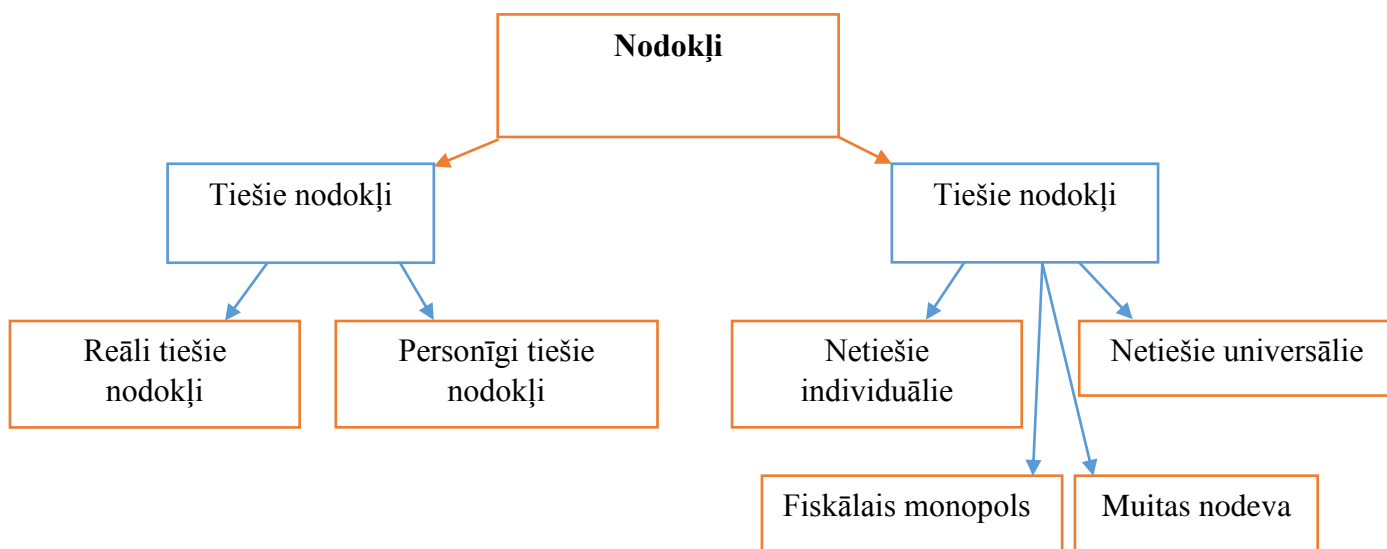 Nodokļi
Tiešie nodokļi
Tiešie nodokļi
Reāli tiešie
nodokļi
Personīgi tiešie
nodokļi
Netiešie
individuālie
Netiešie universālie
Fiskālais monopols
Muitas nodeva